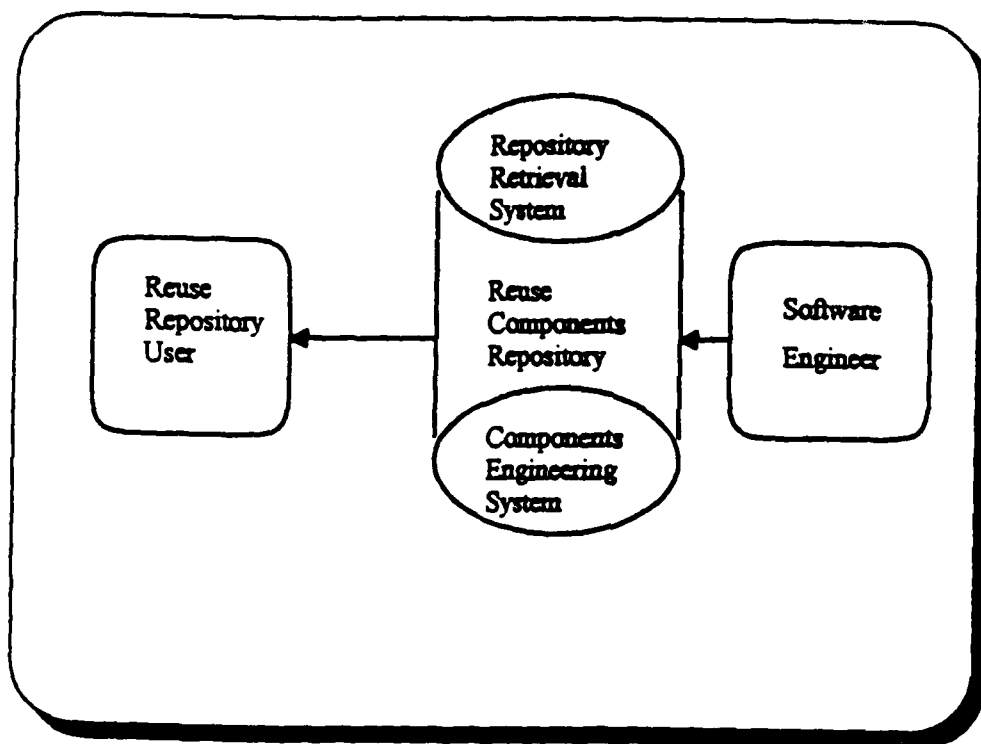 Repository
Retrieval
System
Reuse
Repository
User
Reuse
Components
Repository
Software
Engineer
Components
Engineering
System